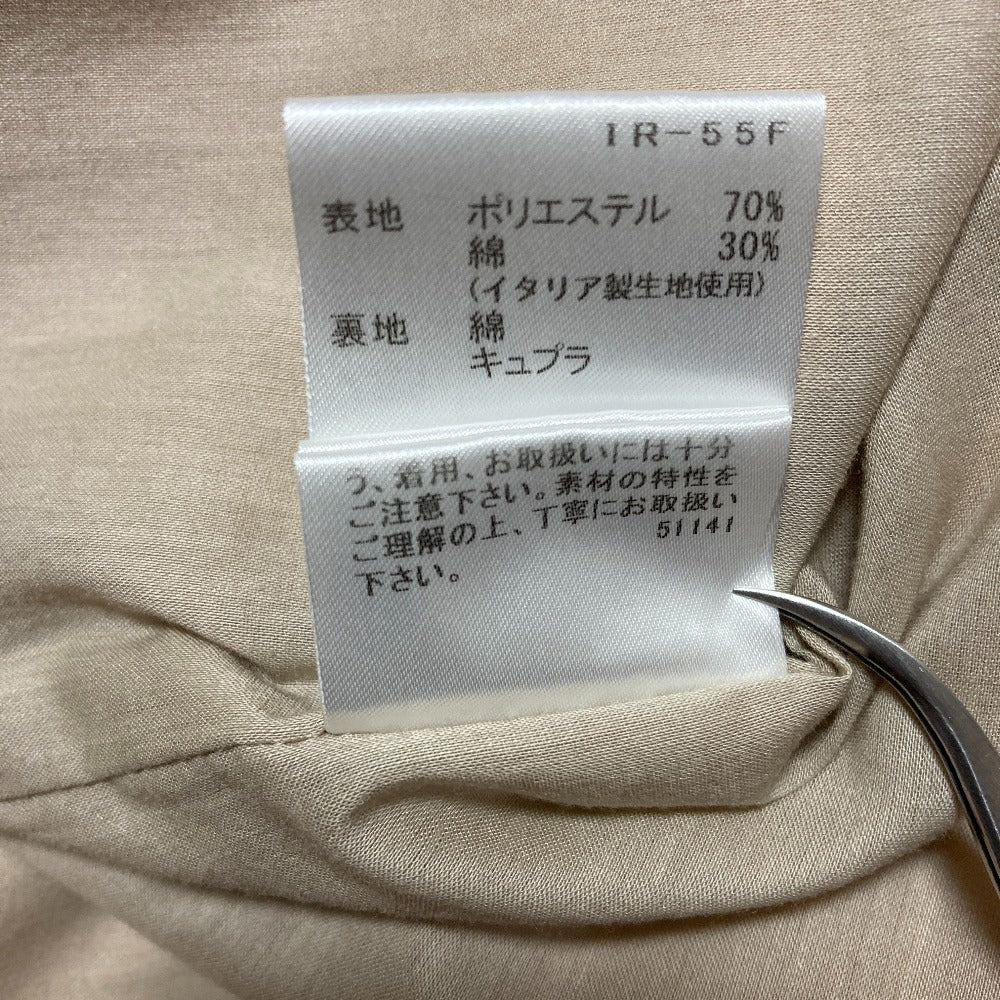 IR-55F
表地 ポリエステル 70%
綿 30%
(イタリア製生地使用)
裏地 綿
キュプラ
う、着用、お取扱いには十分
ご注意下さい。素材の特性を
ご理解の上、丁寧にお取扱い
下さい。
51141